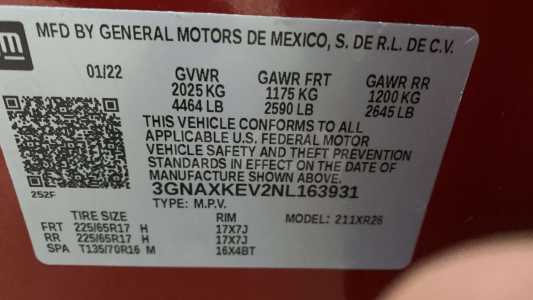 gm
MFD BY GENERAL MOTORS DE MEXICO, S. DE R.L. DE C.V.
01/22 GVWR GAWR FRT GAWR RR
2025 KG 1175 KG 1200 KG
4464 LB 2590 LB 2645 LB
THIS VEHICLE CONFORMS TO ALL
APPLICABLE U.S. FEDERAL MOTOR
VEHICLE SAFETY AND THEFT PREVENTION
STANDARDS IN EFFECT ON THE DATE OF
MANUFACTURE SHOWN ABOVE.
252F 3GNAXKEV2NL163931
TYPE: M.P.V. MODEL: 211XR26
TIRE SIZE RIM
FRT 225/65R17 H 17X7J
RR 225/65R17 H 17X7J
SPA T135/70R16 M 16X4BT